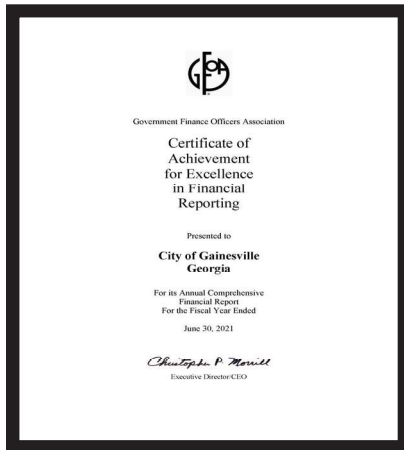 GFOA
Government Finance Officers Association
Certificate of
Achievement
for Excellence
in Financial
Reporting
Presented to
City of Gainesville
Georgia
For its Annual Comprehensive
Financial Report
For the Fiscal Year Ended
June 30, 2021
Christopher P. Morrill
Executive Director/CEO